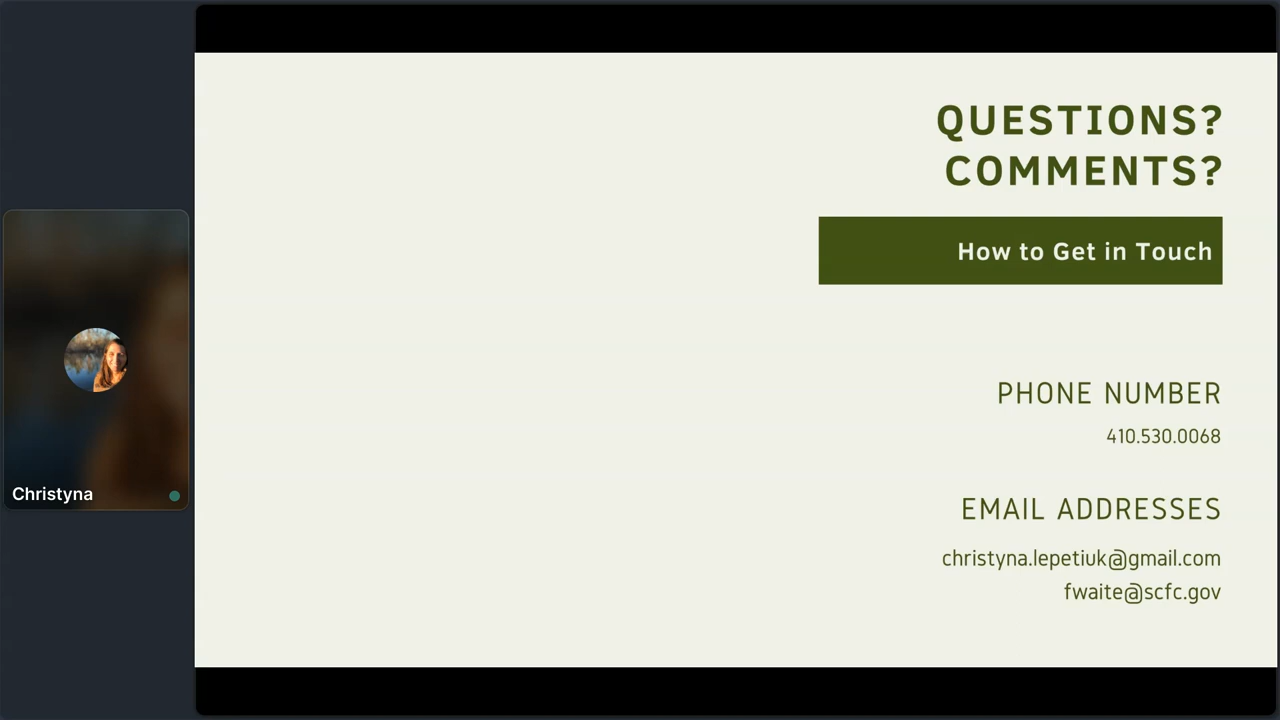 QUESTIONS?
COMMENTS?
How to Get in Touch
PHONE NUMBER
410.530.0068
EMAIL ADDRESSES
christyna.lepetiuk@gmail.com
fwaite@scfc.gov
Christyna